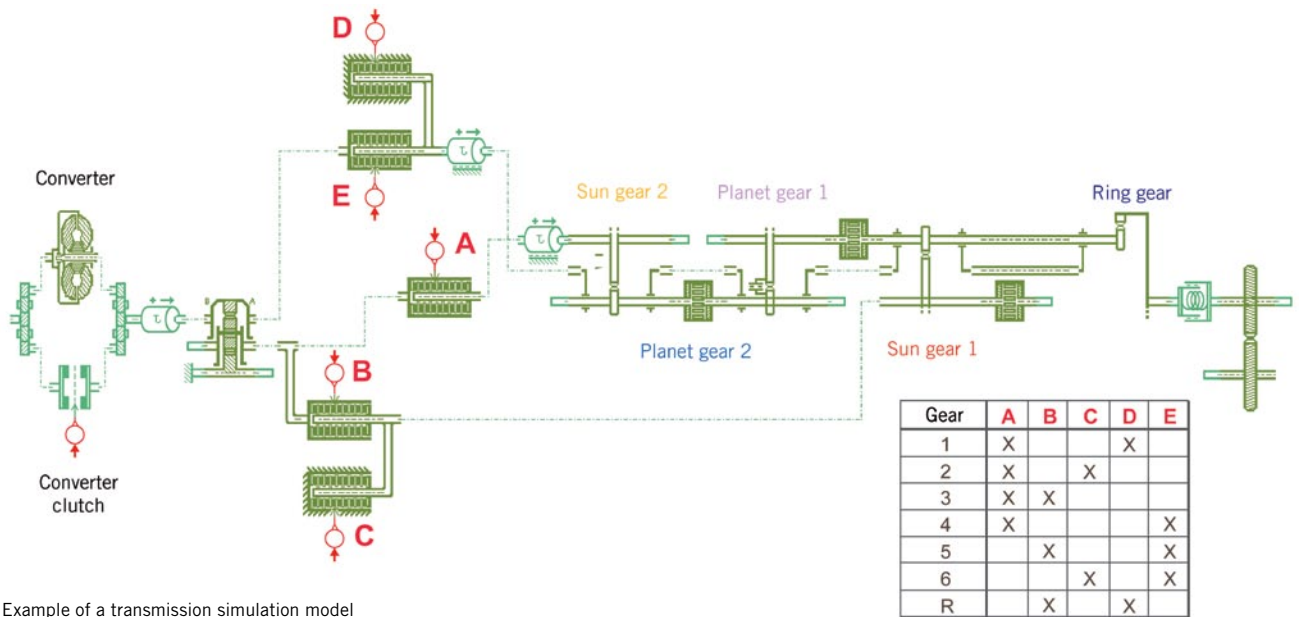 D
E
Converter
A
Sun gear 2
Planet gear 1
Ring gear
B A
Planet gear 2
Sun gear 1
B
Converter
clutch
C
Gear A B C D E
1 X X
2 X X
3 X X
4 X X
5 X X
6 X X
R X X
Example of a transmission simulation model